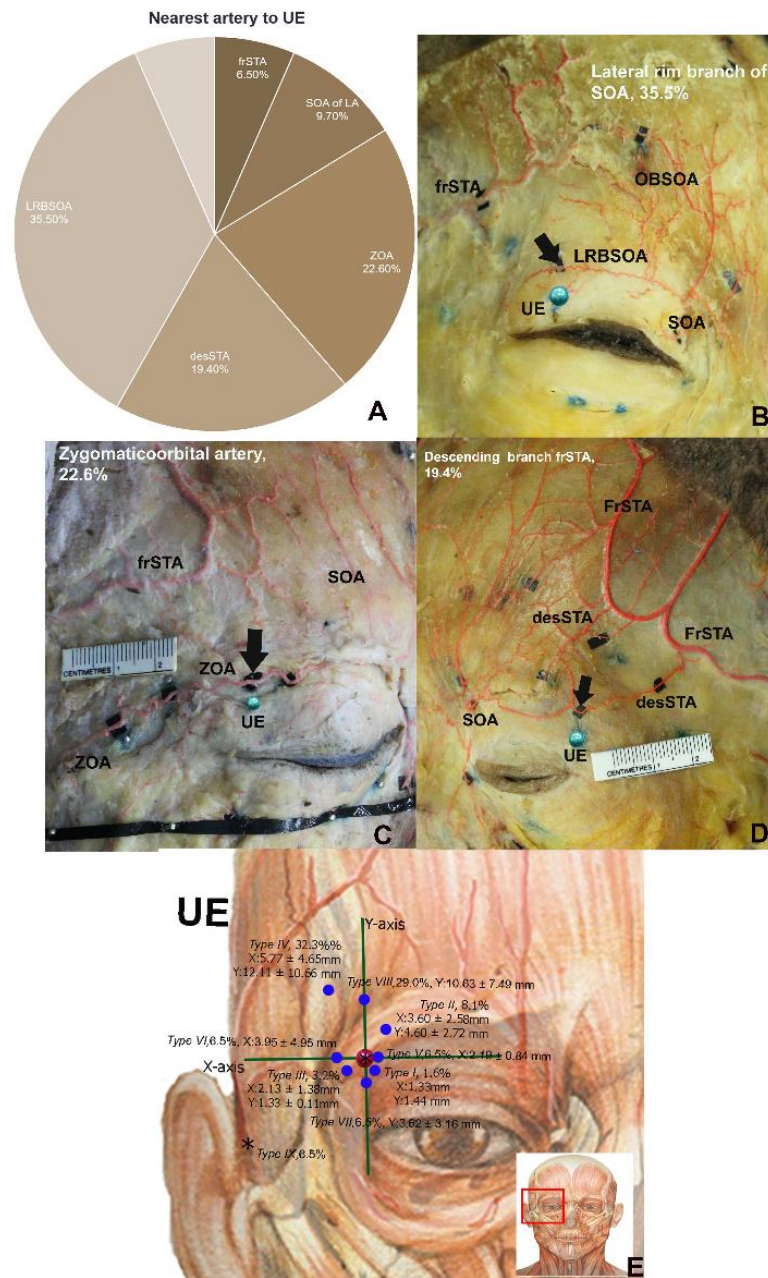 Nearest artery to UE
frSTA
6.50%
SOA of LA
9.70%
ZOA
22.60%
desSTA
19.40%
LRBSOA
35.50%
A
Lateral rim branch of
SOA, 35.5%
frSTA
OBSOA
LRBSOA
UE
SOA
B
Zygomaticoorbital artery,
22.6%
frSTA
SOA
ZOA
CENTIMETRES 1 2
UE
ZOA
C
Descending branch frSTA,
19.4%
FrSTA
desSTA
FrSTA
SOA
desSTA
UE
CENTIMETRES 1 2
D
UE
Y-axis
Type IV, 32.3%%
X:5.77 ± 4.65mm
Y:12.11 ± 10.66 mm
Type VIII, 29.0%, Y:10.63 ± 7.49 mm
Type II, 8.1%
X:3.60 ± 2.58mm
Y:4.60 ± 2.72 mm
Type VI,6.5%, X:3.95 ± 4.95 mm
Type V,6.5%, X:2.19 ± 0.84 mm
X-axis
Type III, 3.2%
X:2.13 ± 1.38mm
Y:1.33 ± 0.11mm
Type I, 1.6%
X:1.33mm
Y:1.44 mm
Type VII,6.5%, Y:3.62 ± 3.16 mm
*
Type IX,6.5%
E